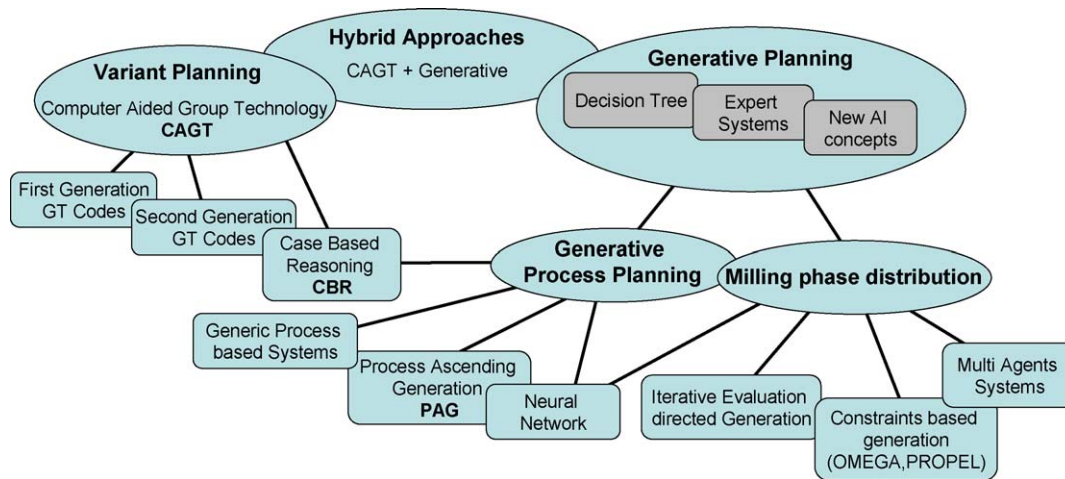 Hybrid Approaches
CAGT + Generative
Variant Planning
Computer Aided Group Technology
CAGT
Generative Planning
Decision Tree
Expert
Systems
New AI
concepts
First Generation
GT Codes
Second Generation
GT Codes
Case Based
Reasoning
CBR
Generative
Process Planning
Milling phase distribution
Generic Process
based Systems
Process Ascending
Generation
PAG
Neural
Network
Iterative Evaluation
directed Generation
Constraints based
generation
(OMEGA,PROPEL)
Multi Agents
Systems